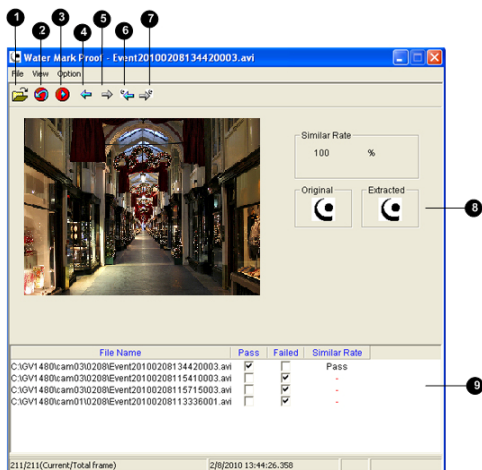 1 2 3 4 5 6 7
Water Mark Proof - Event20100208134420003.avi
File View Option
Similar Rate
100 %
Original Extracted
8
File Name Pass Failed Similar Rate
C:\GV1480\cam03\0208\Event20100208134420003.avi Pass
C:\GV1480\cam03\0208\Event20100208115410003.avi -
C:\GV1480\cam03\0208\Event20100208115715003.avi -
C:\GV1480\cam01\0208\Event20100208113336001.avi -
9
211/211(Current/Total frame) 2/8/2010 13:44:26.358